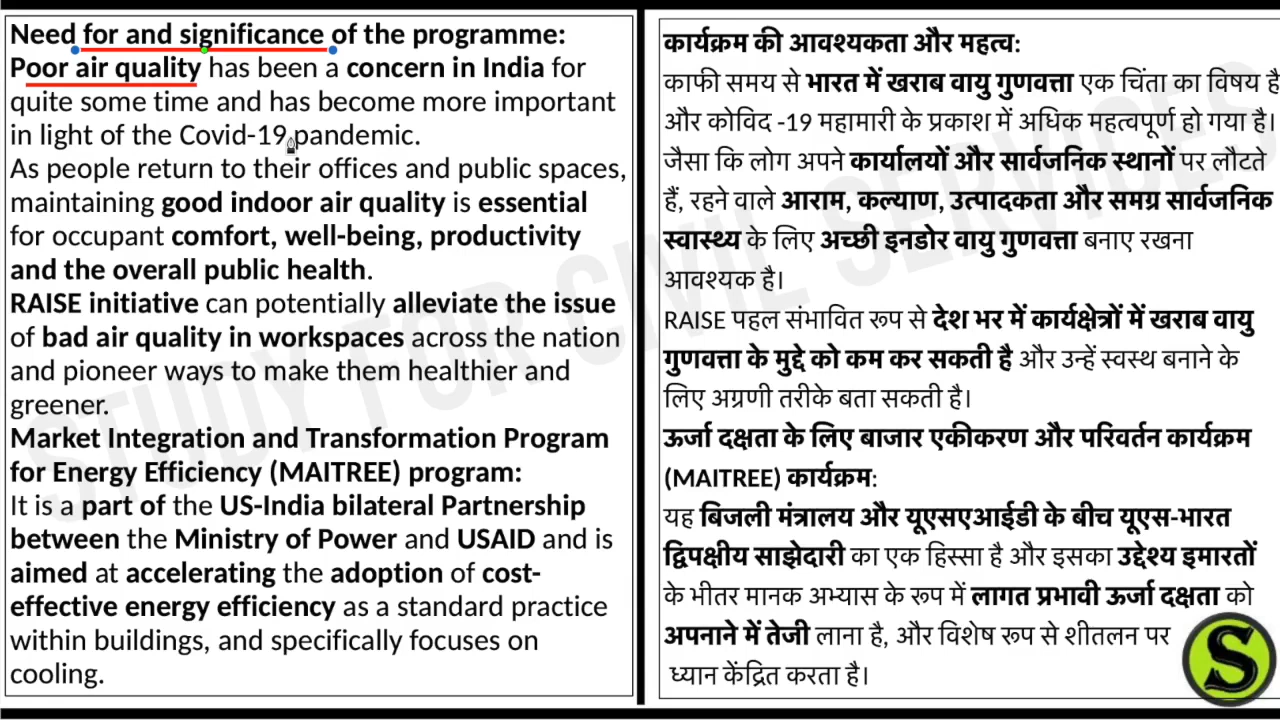 Need for and significance of the programme:
Poor air quality has been a concern in India for
quite some time and has become more important
in light of the Covid-19 pandemic.
As people return to their offices and public spaces,
maintaining good indoor air quality is essential
for occupant comfort, well-being, productivity
and the overall public health.
RAISE initiative can potentially alleviate the issue
of bad air quality in workspaces across the nation
and pioneer ways to make them healthier and
greener.
Market Integration and Transformation Program
for Energy Efficiency (MAITREE) program:
It is a part of the US-India bilateral Partnership
between the Ministry of Power and USAID and is
aimed at accelerating the adoption of cost-
effective energy efficiency as a standard practice
within buildings, and specifically focuses on
cooling.
कार्यक्रम की आवश्यकता और महत्व:
काफी समय से भारत में खराब वायु गुणवत्ता एक चिंता का विषय है
और कोविद -19 महामारी के प्रकाश में अधिक महत्वपूर्ण हो गया है।
जैसा कि लोग अपने कार्यालयों और सार्वजनिक स्थानों पर लौटते
हैं, रहने वाले आराम, कल्याण, उत्पादकता और समग्र सार्वजनिक
स्वास्थ्य के लिए अच्छी इनडोर वायु गुणवत्ता बनाए रखना
आवश्यक है।
RAISE पहल संभावित रूप से देश भर में कार्यक्षेत्रों में खराब वायु
गुणवत्ता के मुद्दे को कम कर सकती है और उन्हें स्वस्थ बनाने के
लिए अग्रणी तरीके बता सकती है।
ऊर्जा दक्षता के लिए बाजार एकीकरण और परिवर्तन कार्यक्रम
(MAITREE) कार्यक्रम:
यह बिजली मंत्रालय और यूएसएआईडी के बीच यूएस-भारत
द्विपक्षीय साझेदारी का एक हिस्सा है और इसका उद्देश्य इमारतों
के भीतर मानक अभ्यास के रूप में लागत प्रभावी ऊर्जा दक्षता को
अपनाने में तेजी लाना है, और विशेष रूप से शीतलन पर
ध्यान केंद्रित करता है।
STUDY FOR CIVIL SERVICES
S